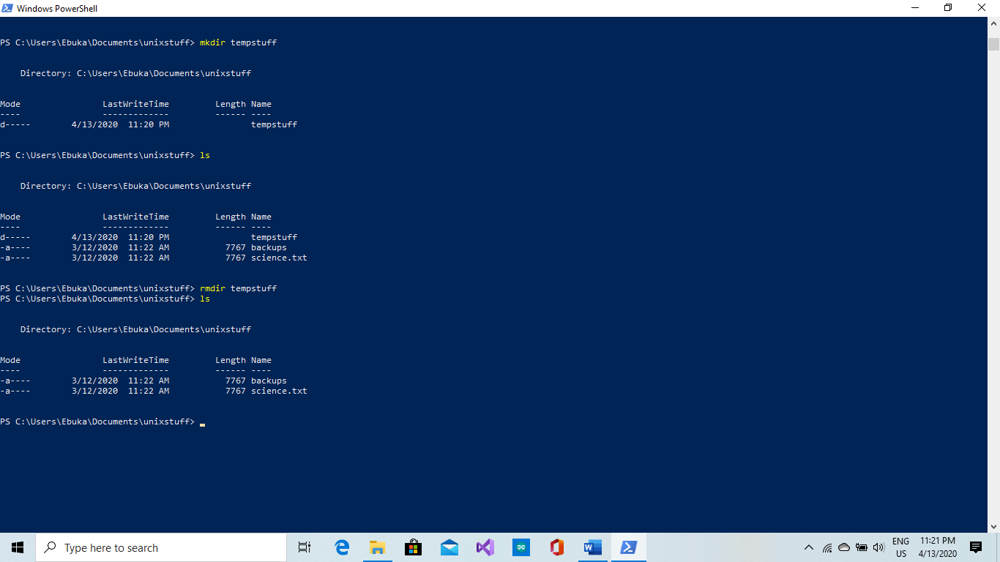 Windows PowerShell
PS C:\Users\Ebuka\Documents\unixstuff> mkdir tempstuff
Directory: C:\Users\Ebuka\Documents\unixstuff
Mode LastWriteTime Length Name
---- ------------- ------ ----
d----- 4/13/2020 11:20 PM tempstuff
PS C:\Users\Ebuka\Documents\unixstuff> ls
Directory: C:\Users\Ebuka\Documents\unixstuff
Mode LastWriteTime Length Name
---- ------------- ------ ----
d----- 4/13/2020 11:20 PM tempstuff
-a---- 3/12/2020 11:22 AM 7767 backups
-a---- 3/12/2020 11:22 AM 7767 science.txt
PS C:\Users\Ebuka\Documents\unixstuff> rmdir tempstuff
PS C:\Users\Ebuka\Documents\unixstuff> ls
Directory: C:\Users\Ebuka\Documents\unixstuff
Mode LastWriteTime Length Name
---- ------------- ------ ----
-a---- 3/12/2020 11:22 AM 7767 backups
-a---- 3/12/2020 11:22 AM 7767 science.txt
PS C:\Users\Ebuka\Documents\unixstuff>
Type here to search
ENG 11:21 PM
US 4/13/2020